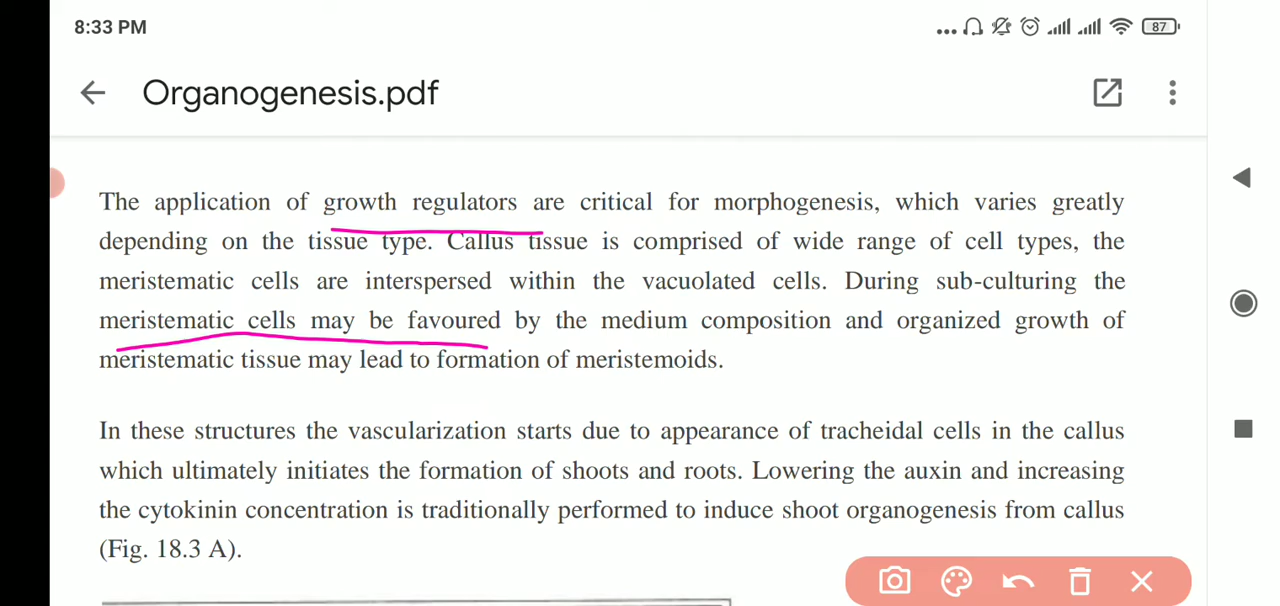 8:33 PM
87
Organogenesis.pdf
The application of growth regulators are critical for morphogenesis, which varies greatly
depending on the tissue type. Callus tissue is comprised of wide range of cell types, the
meristematic cells are interspersed within the vacuolated cells. During sub-culturing the
meristematic cells may be favoured by the medium composition and organized growth of
meristematic tissue may lead to formation of meristemoids.
In these structures the vascularization starts due to appearance of tracheidal cells in the callus
which ultimately initiates the formation of shoots and roots. Lowering the auxin and increasing
the cytokinin concentration is traditionally performed to induce shoot organogenesis from callus
(Fig. 18.3 A).